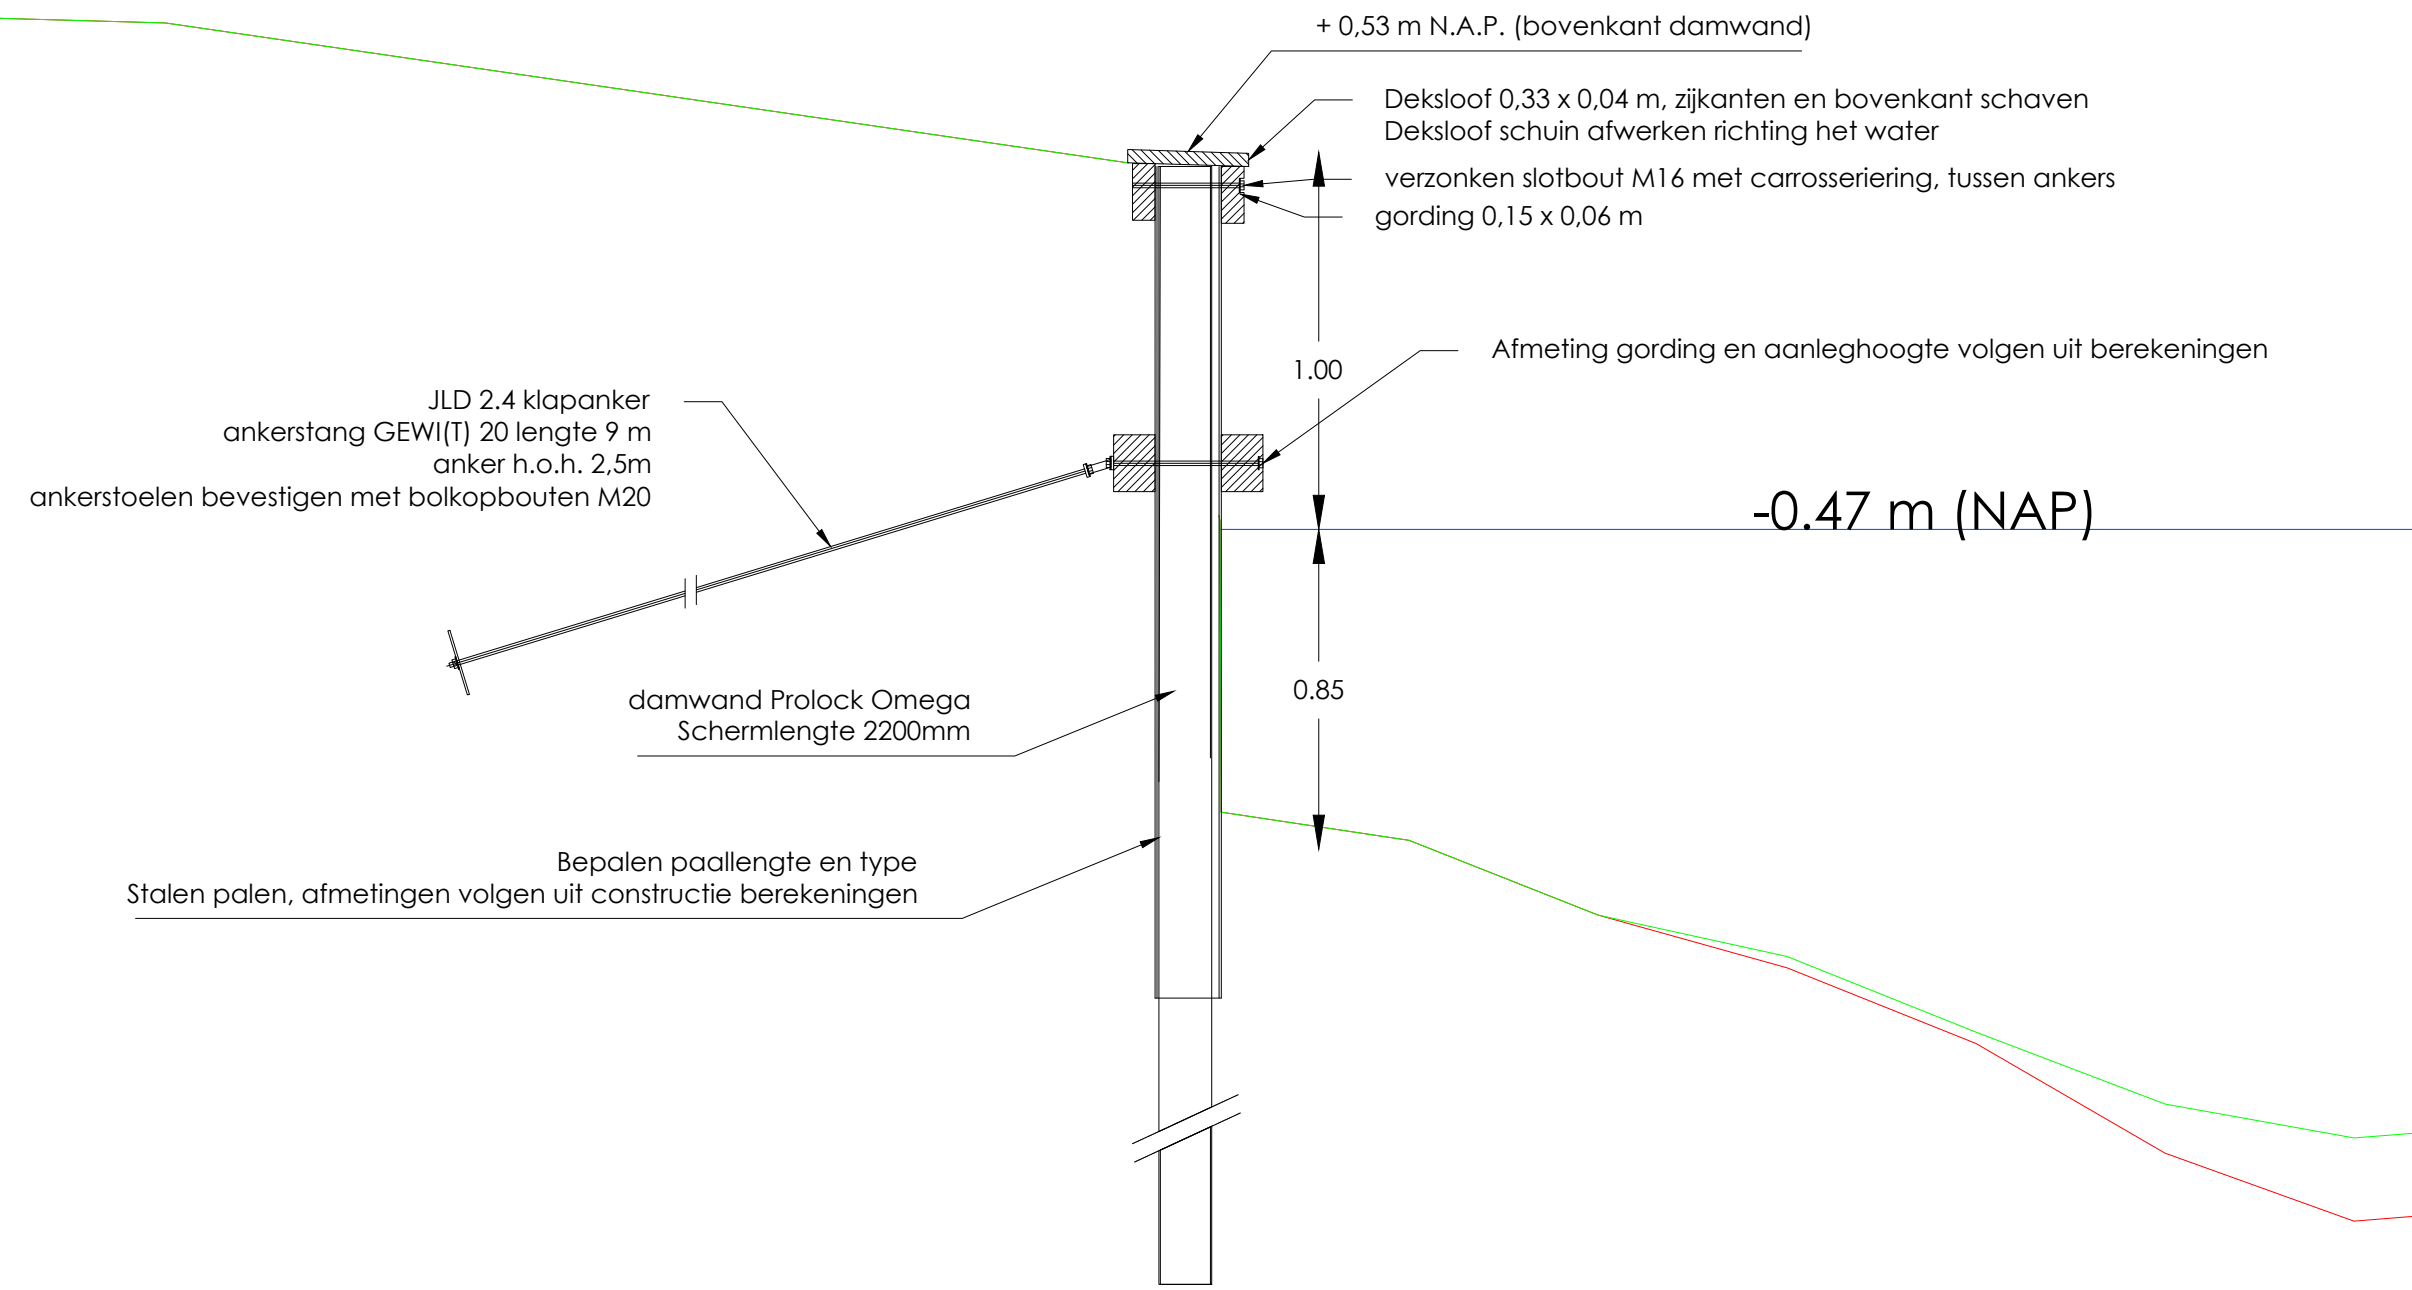 + 0,53 m N.A.P. (bovenkant damwand)
Deksloof 0,33 x 0,04 m, zijkanten en bovenkant schaven
Deksloof schuin afwerken richting het water
verzonken slotbout M16 met carrosseriering, tussen ankers
gording 0,15 x 0,06 m
Afmeting gording en aanleghoogte volgen uit berekeningen
1.00
JLD 2.4 klapanker
ankerstang GEWI(T) 20 lengte 9 m
anker h.o.h. 2,5m
ankerstoelen bevestigen met bolkopbouten M20
-0.47 m (NAP)
0.85
damwand Prolock Omega
Schermlengte 2200mm
Bepalen paallengte en type
Stalen palen, afmetingen volgen uit constructie berekeningen